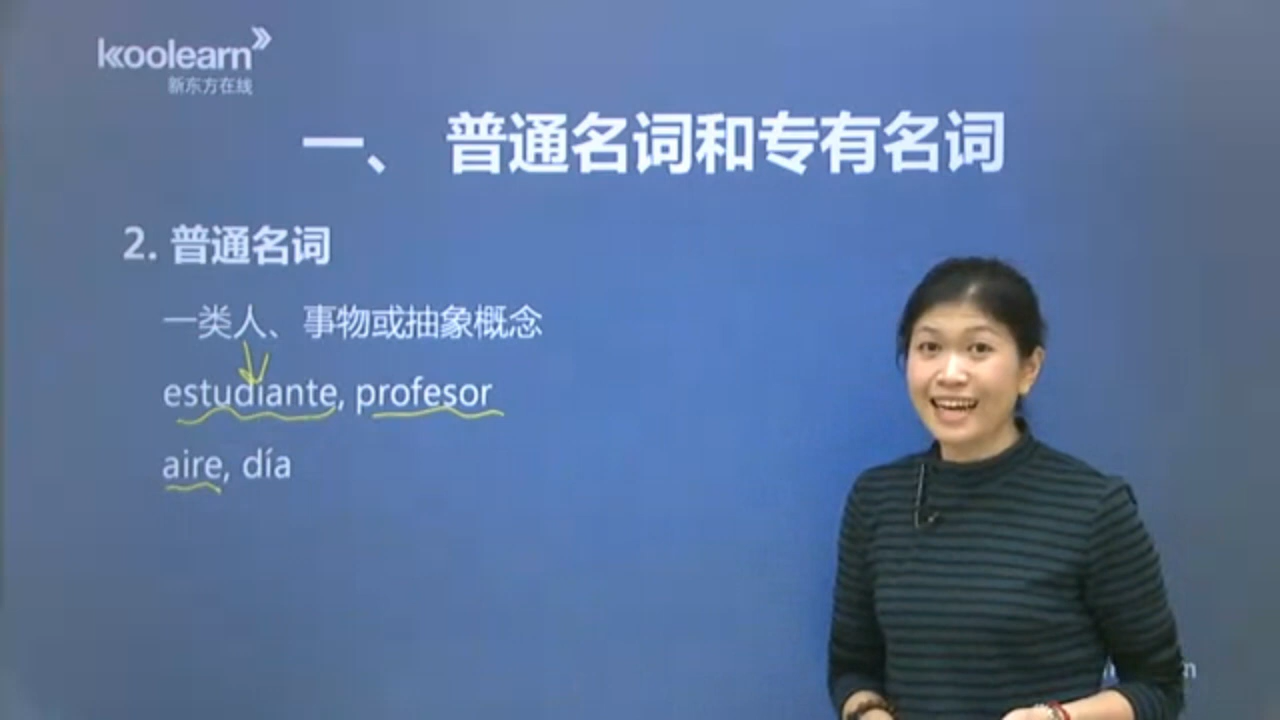 koolearn
新东方在线
一、 普通名词和专有名词
2. 普通名词
一类人、事物或抽象概念
estudiante, profesor
aire, día